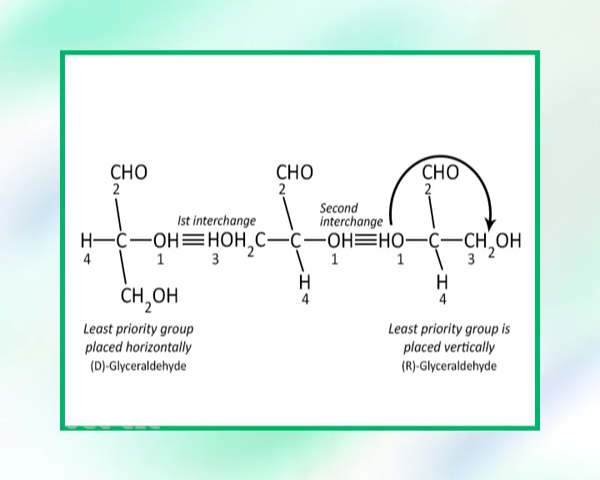 CHO CHO CHO
2 2 2
Ist interchange Second interchange
H—C—OH≡HOH2C—C—OH≡HO—C—CH2OH
4 1 3 1 1 3
CH2OH H H
4 4
Least priority group Least priority group is
placed horizontally placed vertically
(D)-Glyceraldehyde (R)-Glyceraldehyde